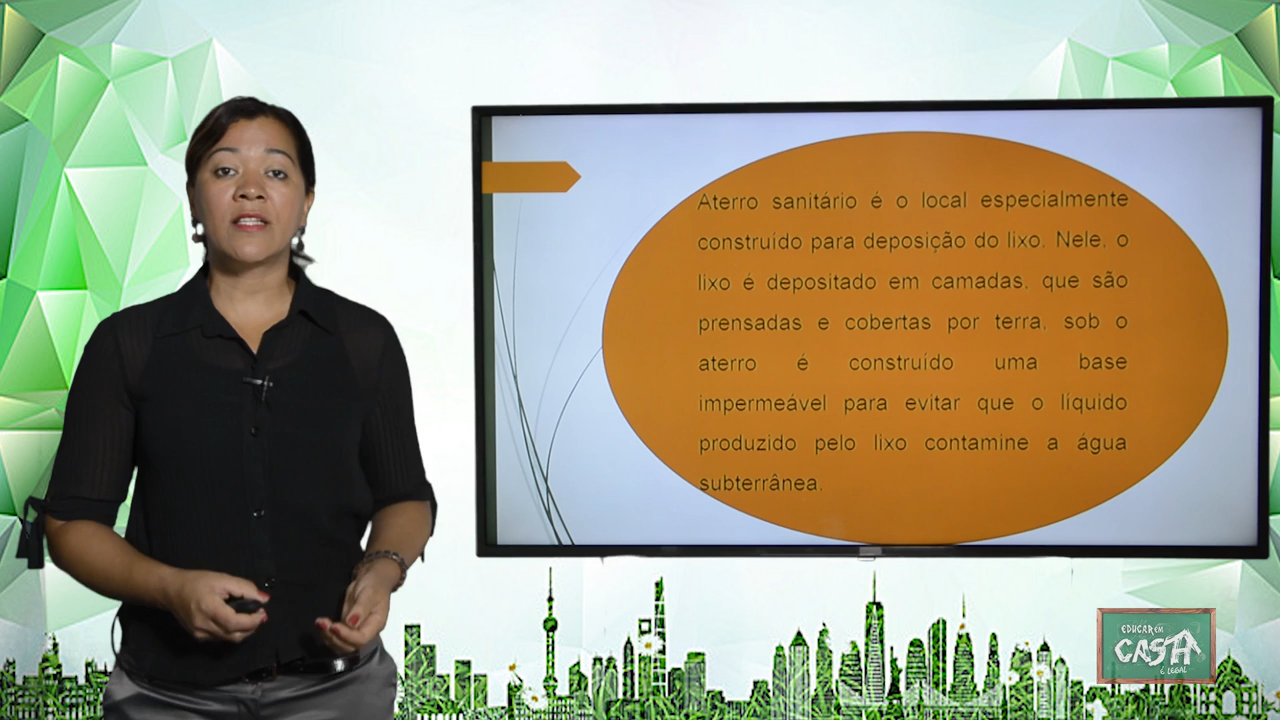 Aterro sanitário é o local especialmente
construído para deposição do lixo. Nele, o
lixo é depositado em camadas, que são
prensadas e cobertas por terra, sob o
aterro é construído uma base
impermeável para evitar que o líquido
produzido pelo lixo contamine a água
subterrânea.
EDUCAR EM
CASA
É LEGAL